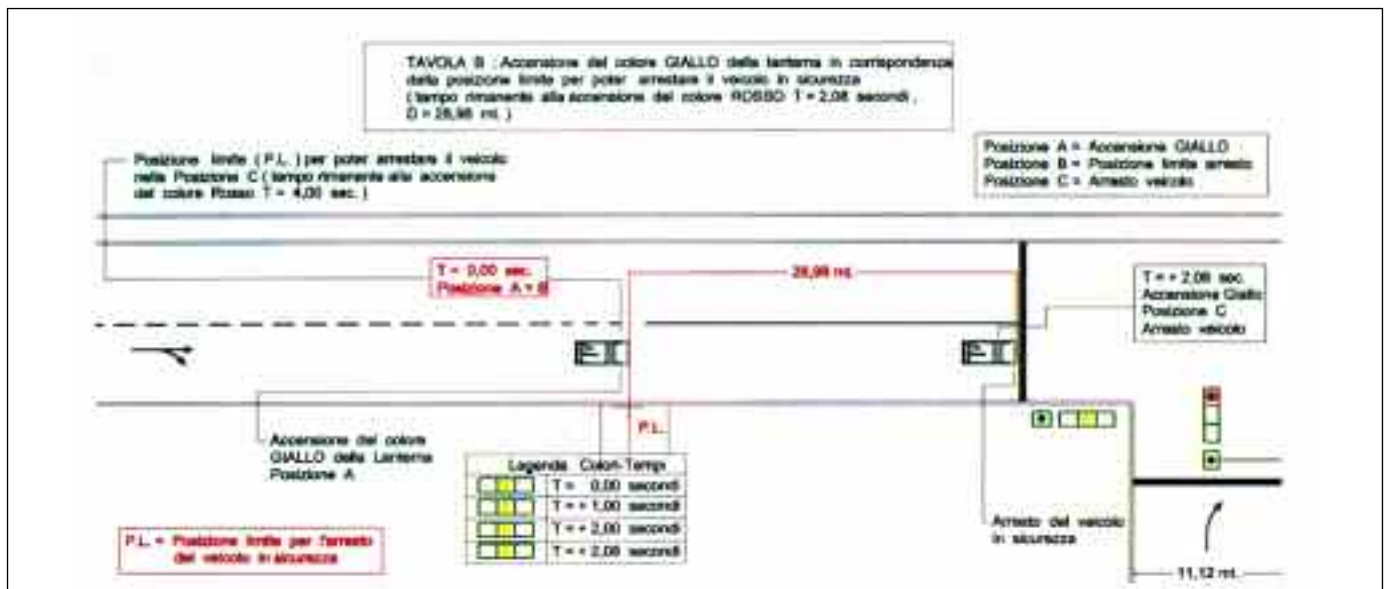 TAVOLA B : Accensione del colore GIALLO della lanterna in corrispondenza
della posizione limite per poter arrestare il veicolo in sicurezza
( tempo rimanente alla accensione del colore ROSSO T = 2,08 secondi ,
D = 28,98 mt. )
Posizione limite ( P.L. ) per poter arrestare il veicolo
nella Posizione C ( tempo rimanente alla accensione
del colore Rosso T = 4,00 sec. )
Posizione A = Accensione GIALLO
Posizione B = Posizione limite arresto
Posizione C = Arresto veicolo
T = 0,00 sec.
Posizione A = B
28,98 mt.
T = + 2,08 sec.
Accensione Giallo
Posizione C
Arresto veicolo
P.L.
Accensione del colore
GIALLO della Lanterna
Posizione A
Legenda Colori-Tempi
T = 0,00 secondi
T = + 1,00 secondi
T = + 2,00 secondi
T = + 2,08 secondi
Arresto del veicolo
in sicurezza
P.L. = Posizione limite per l'arresto
del veicolo in sicurezza
11,12 mt.